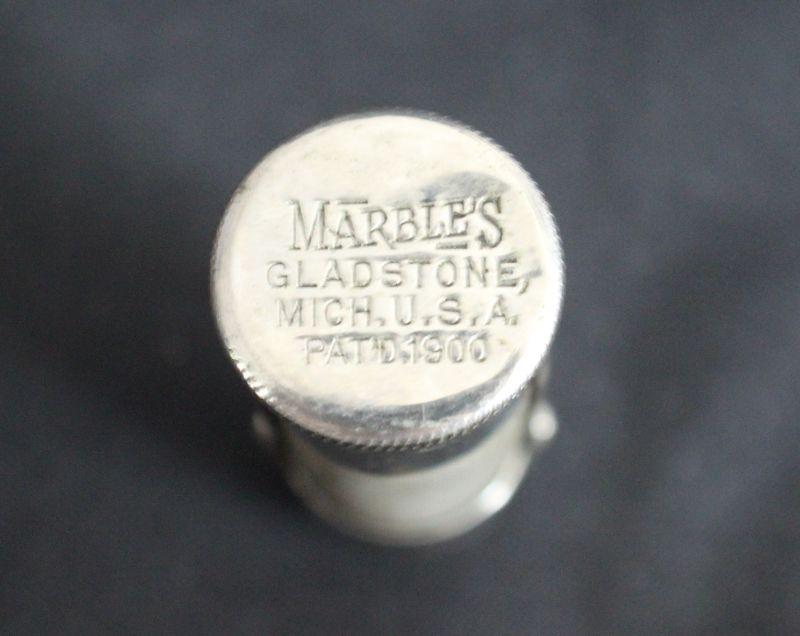 MARBLE'S
GLADSTONE,
MICH. U.S.A.
PAT'D.1900